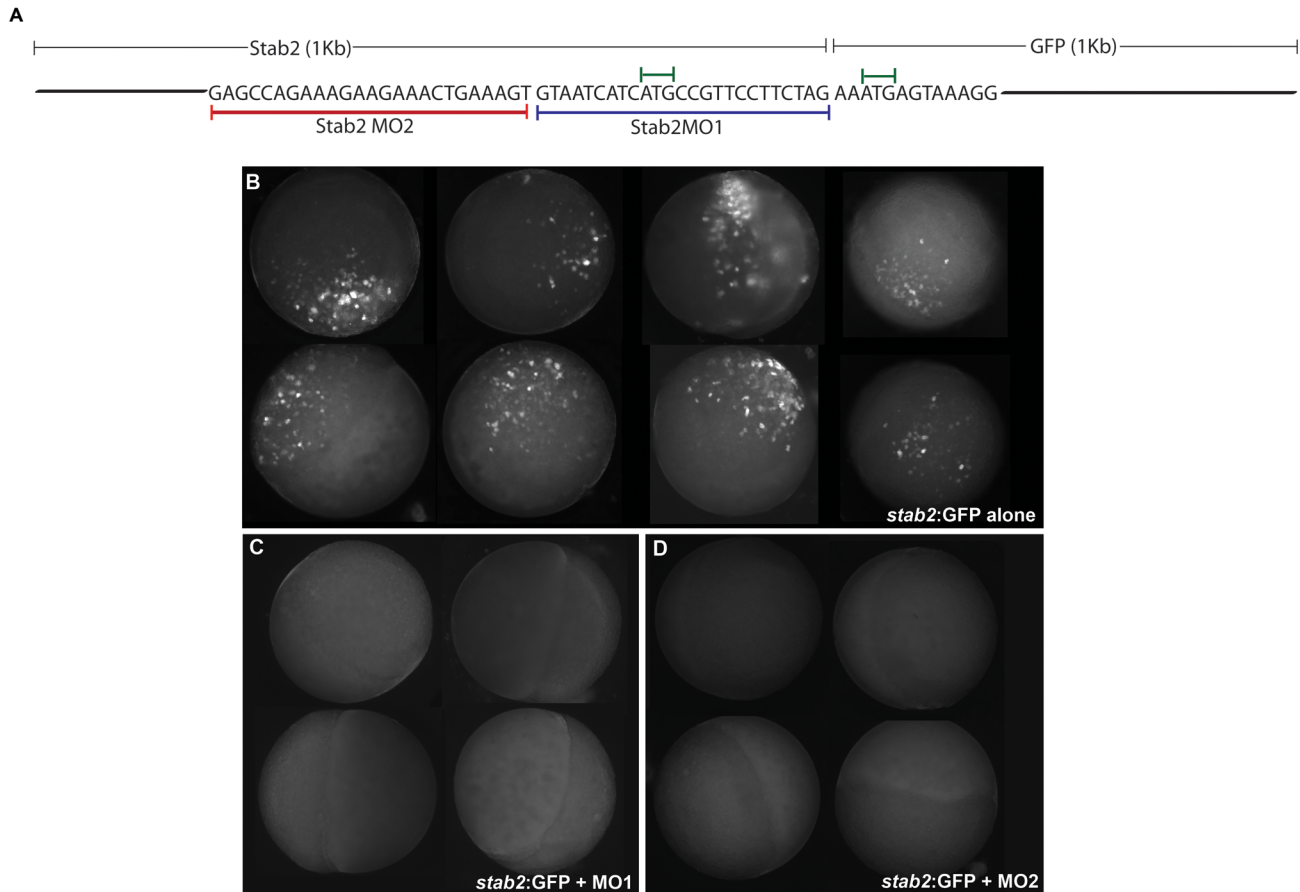 A
Stab2 (1Kb) GFP (1Kb)
GAGCCAGAAAGAAGAAACTGAAAGT GTAATCATCATGCCGTTCCTTCTAG AAATGAGTAAAGG
Stab2 MO2 Stab2MO1
B
stab2:GFP alone
C D
stab2:GFP + MO1 stab2:GFP + MO2